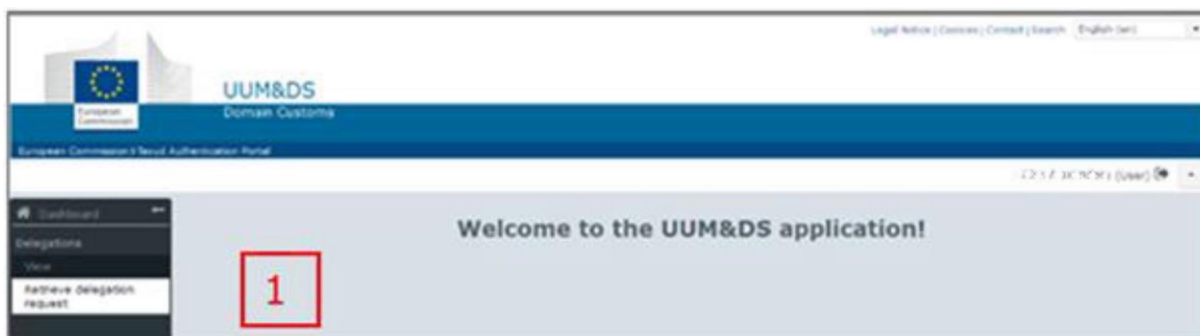 Legal Notice | Cookies | Contact | Search English (en)
UUM&DS
European
Commission
Domain Customs
European Commission > Taxud Authentication Portal
(User)
Dashboard
Welcome to the UUM&DS application!
Delegations
View
Retrieve delegation
request
1